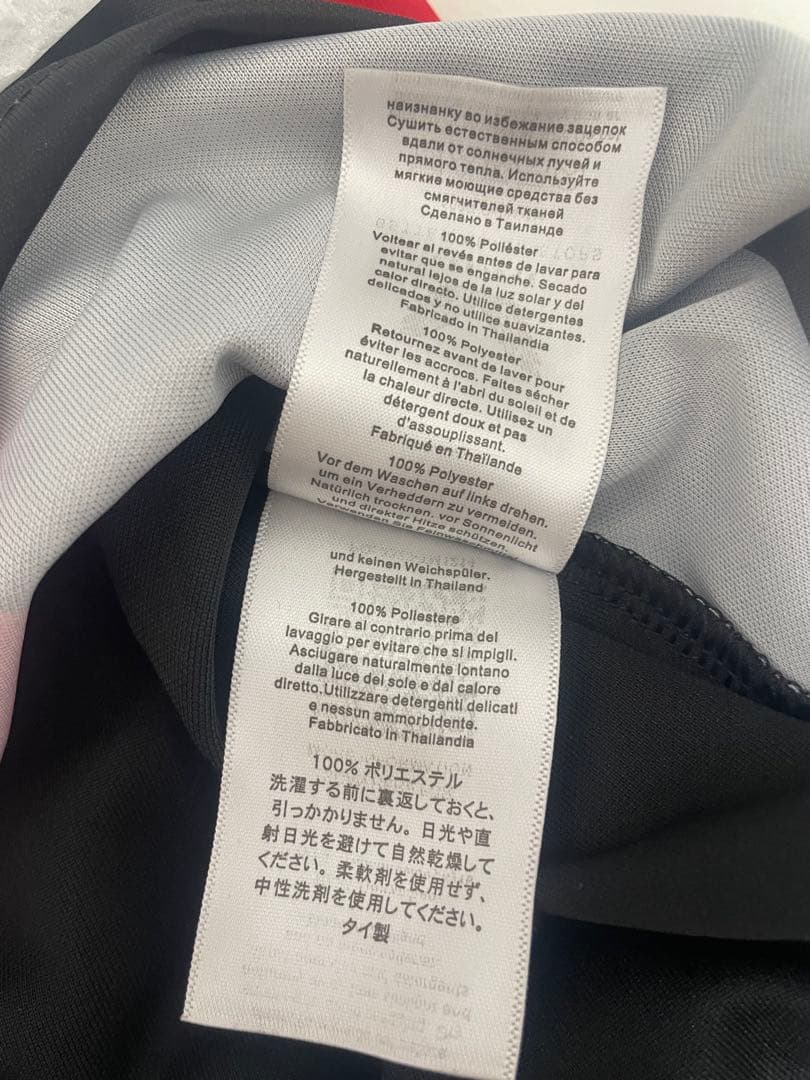 наизнанку во избежание зацепок
Сушить естественным способом
вдали от солнечных лучей и
прямого тепла. Используйте
мягкие моющие средства без
смягчителей тканей
Сделано в Таиланде
100% Poliéster
Voltear al revés antes de lavar para
evitar que se enganche. Secado
natural lejos de la luz solar y del
calor directo. Utilice detergentes
delicados y no utilice suavizantes.
Fabricado in Thailandia
100% Polyester
Retournez avant de laver pour
éviter les accrocs. Faites sécher
naturellement à l'abri du soleil et de
la chaleur directe. Utilisez un
détergent doux et pas
d'assouplissant.
Fabriqué en Thaïlande
100% Polyester
Vor dem Waschen auf links drehen.
um ein Verheddern zu vermeiden.
Natürlich trocknen. vor Sonnenlicht
und direkter Hitze schützen.
Verwenden Sie
und keinen Weichspüler.
Hergestellt in Thailand
100% Poliestere
Girare al contrario prima del
lavaggio per evitare che si impigli.
Asciugare naturalmente lontano
dalla luce del sole e dal calore
diretto.Utilizzare detergenti delicati
e nessun ammorbidente.
Fabbricato in Thailandia
100% ポリエステル
洗濯する前に裏返しておくと、
引っかかりません。日光や直
射日光を避けて自然乾燥して
ください。柔軟剤を使用せず、
中性洗剤を使用してください。
タイ製